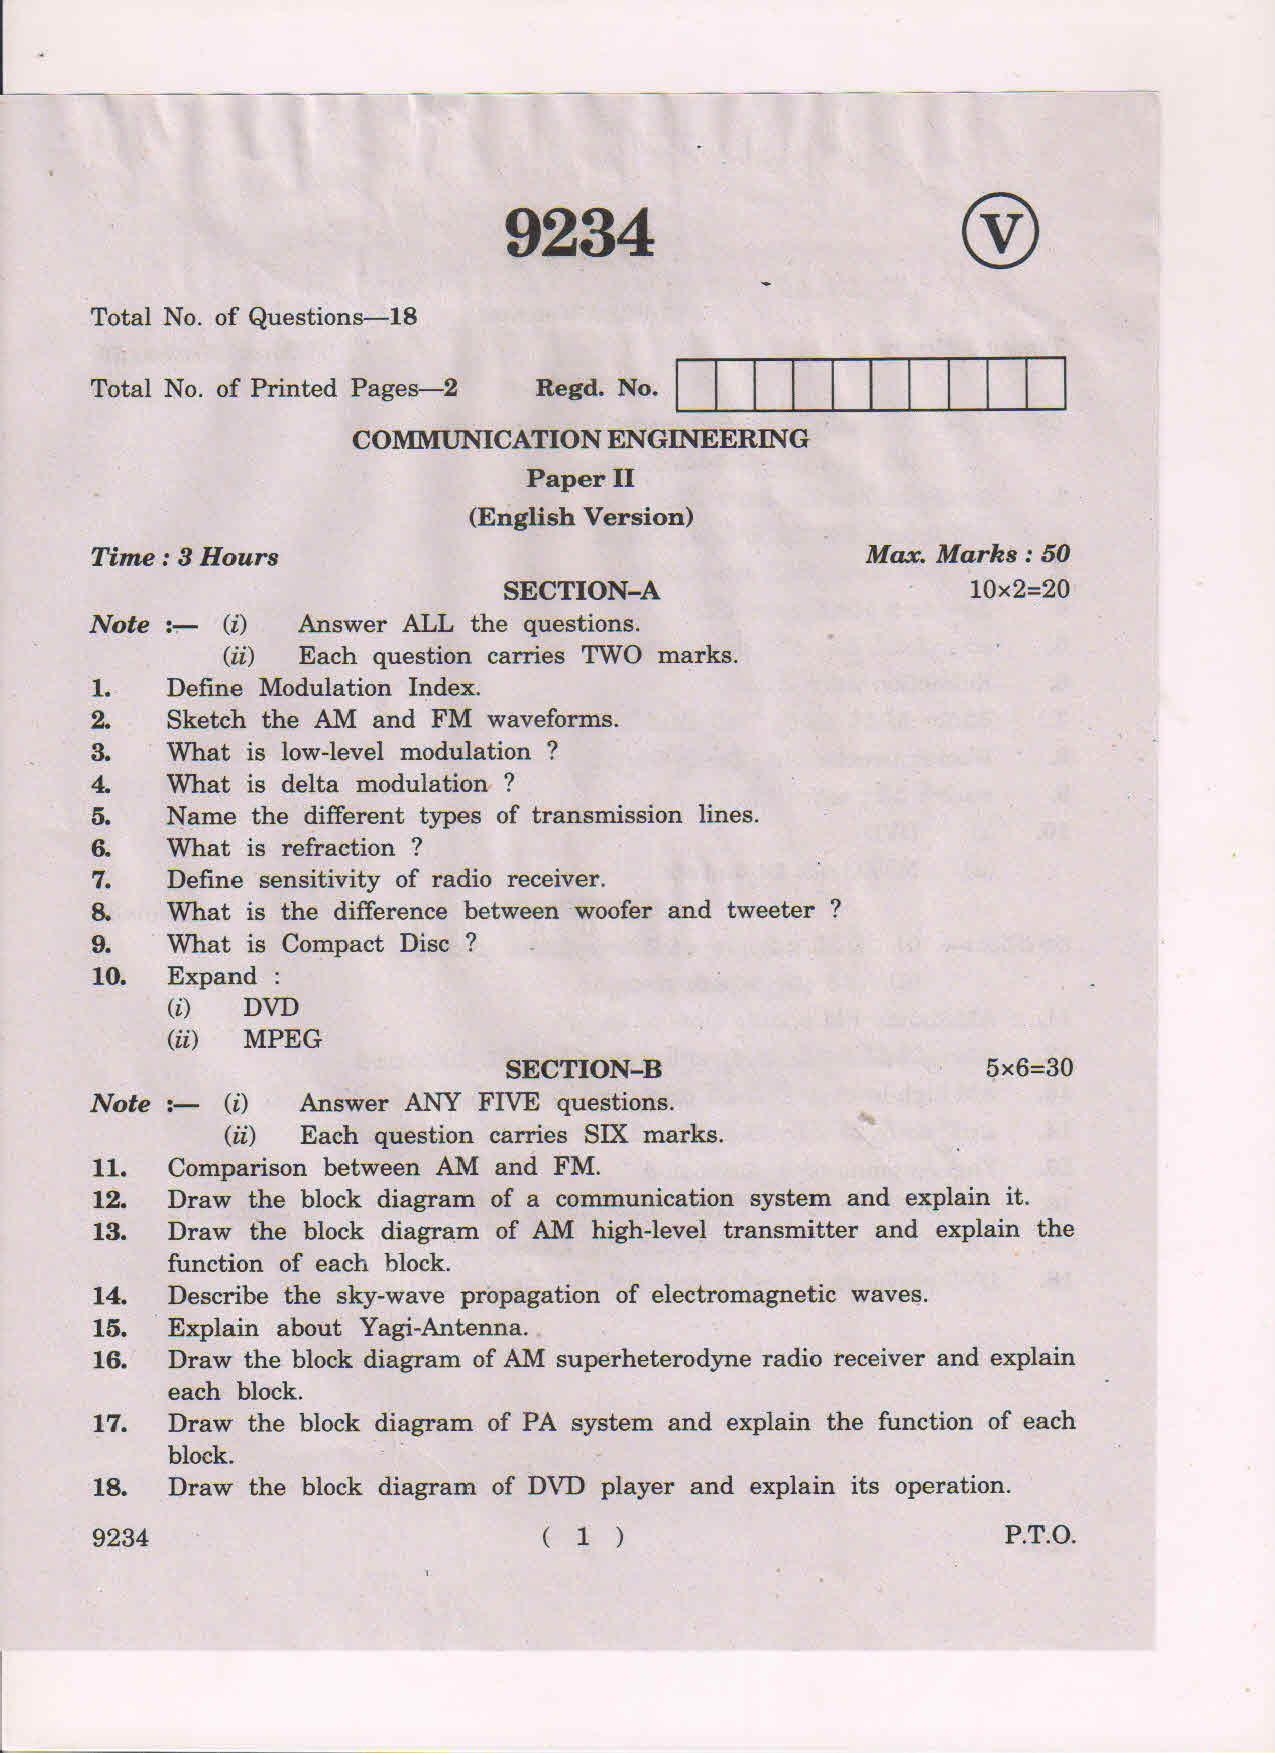 9234
V
Total No. of Questions—18
Total No. of Printed Pages—2 Regd. No.
COMMUNICATION ENGINEERING
Paper II
(English Version)
Time : 3 Hours Max. Marks : 50
SECTION–A 10×2=20
Note :— (i) Answer ALL the questions.
(ii) Each question carries TWO marks.
1. Define Modulation Index.
2. Sketch the AM and FM waveforms.
3. What is low-level modulation ?
4. What is delta modulation ?
5. Name the different types of transmission lines.
6. What is refraction ?
7. Define sensitivity of radio receiver.
8. What is the difference between woofer and tweeter ?
9. What is Compact Disc ?
10. Expand :
(i) DVD
(ii) MPEG
SECTION–B 5×6=30
Note :— (i) Answer ANY FIVE questions.
(ii) Each question carries SIX marks.
11. Comparison between AM and FM.
12. Draw the block diagram of a communication system and explain it.
13. Draw the block diagram of AM high-level transmitter and explain the
function of each block.
14. Describe the sky-wave propagation of electromagnetic waves.
15. Explain about Yagi-Antenna.
16. Draw the block diagram of AM superheterodyne radio receiver and explain
each block.
17. Draw the block diagram of PA system and explain the function of each
block.
18. Draw the block diagram of DVD player and explain its operation.
9234 ( 1 ) P.T.O.